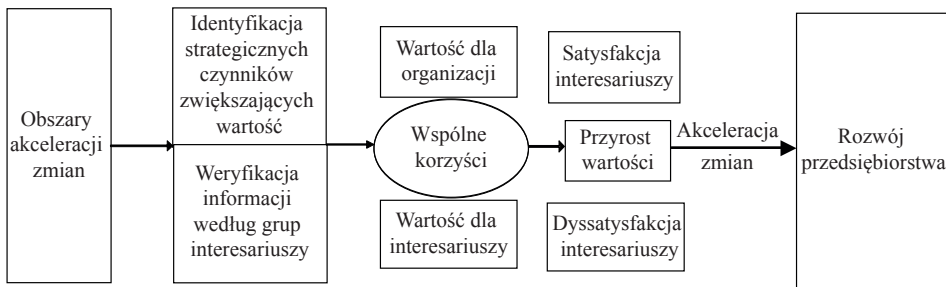 Obszary
akceleracji
zmian
Identyfikacja
strategicznych
czynników
zwiększających
wartość
Weryfikacja
informacji
według grup
interesariuszy
Wartość dla
organizacji
Wspólne
korzyści
Wartość dla
interesariuszy
Satysfakcja
interesariuszy
Przyrost
wartości
Dyssatysfakcja
interesariuszy
Akceleracja
zmian
Rozwój
przedsiębiorstwa